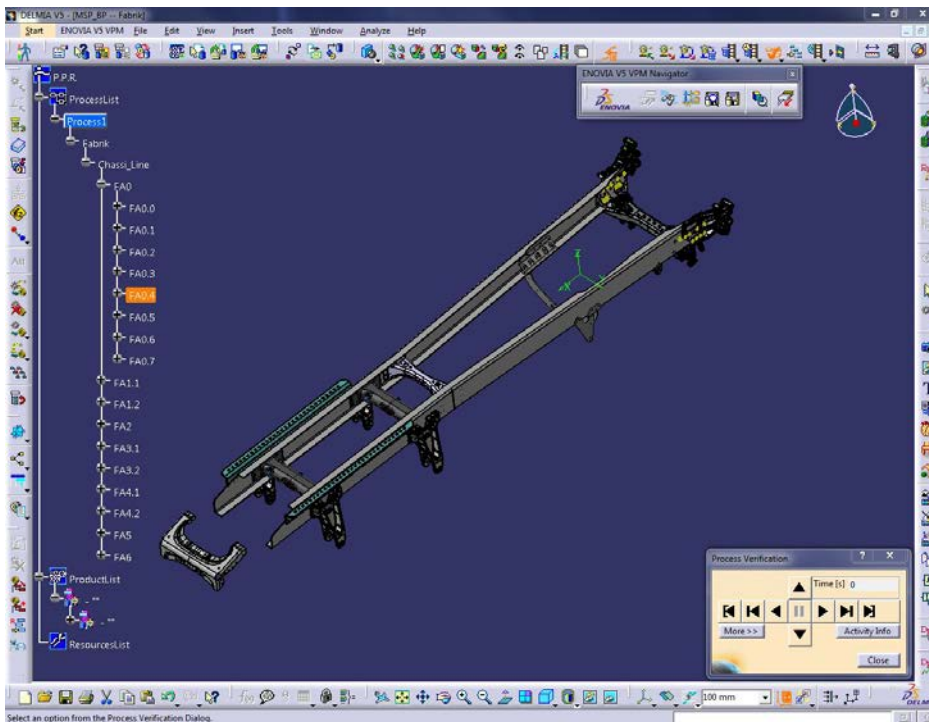 DELMIA V5 - [MSP_BP -- Fabrik]
Start ENOVIA V5 VPM File Edit View Insert Tools Window Analyze Help
ENOVIA V5 VPM Navigator
ENOVIA
P.P.R.
ProcessList
Process1
Fabrik
Chassi_Line
FA0
FA0.0
FA0.1
FA0.2
FA0.3
FA0.4
FA0.5
FA0.6
FA0.7
FA1.1
FA1.2
FA2
FA3.1
FA3.2
FA4.1
FA4.2
FA5
FA6
ProductList
ResourcesList
z
x
Process Verification ? X
Time [s] 0
More >> Activity Info
Close
100 mm
DELM
Select an option from the Process Verification Dialog.